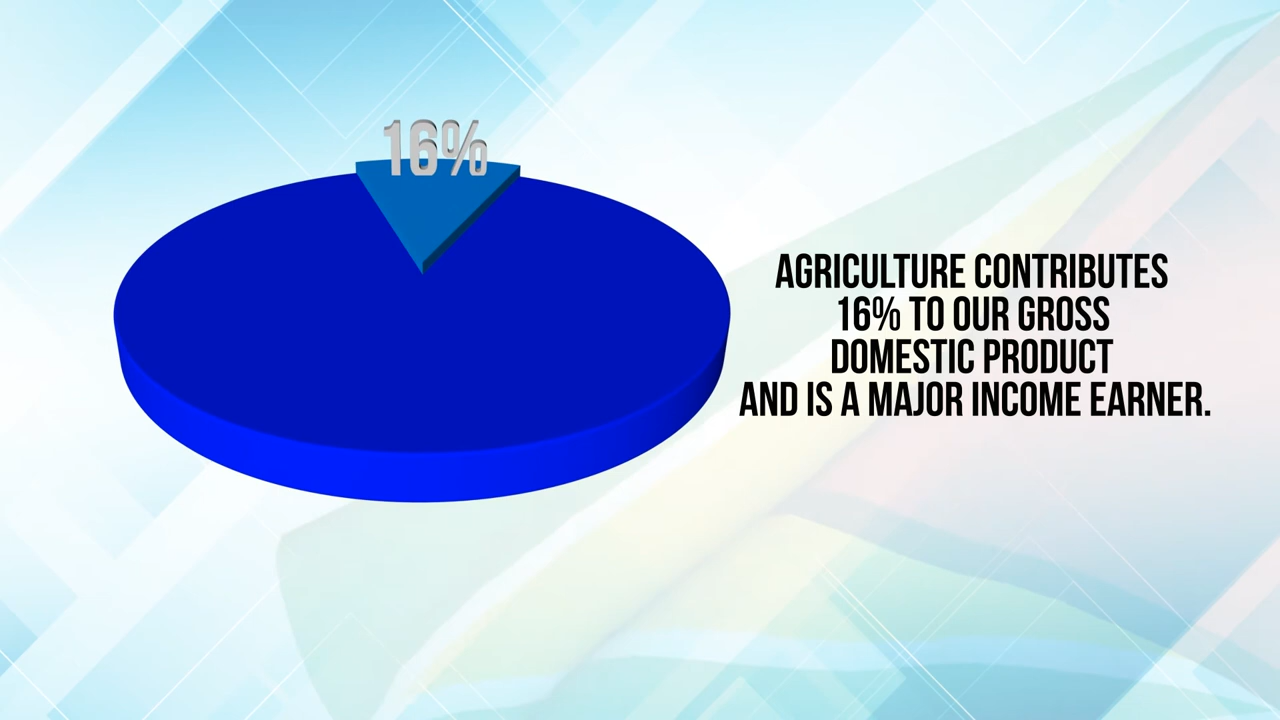 16%
AGRICULTURE CONTRIBUTES
16% TO OUR GROSS
DOMESTIC PRODUCT
AND IS A MAJOR INCOME EARNER.